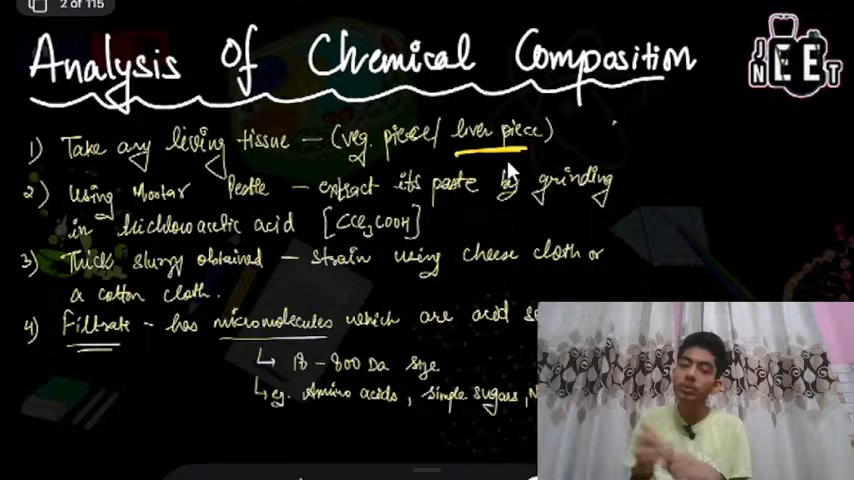 2 of 115
Analysis Of Chemical Composition
J NEET
1) Take any living tissue – (veg. piece/ liver piece)
2) Using Mortar Pestle – extract its paste by grinding
in trichloroacetic acid [CCl3COOH]
3) Thick slurry obtained – strain using cheese cloth or
a cotton cloth.
4) Filtrate – has micromolecules which are acid
18 – 800 Da size
eg. Amino acids, simple sugars,